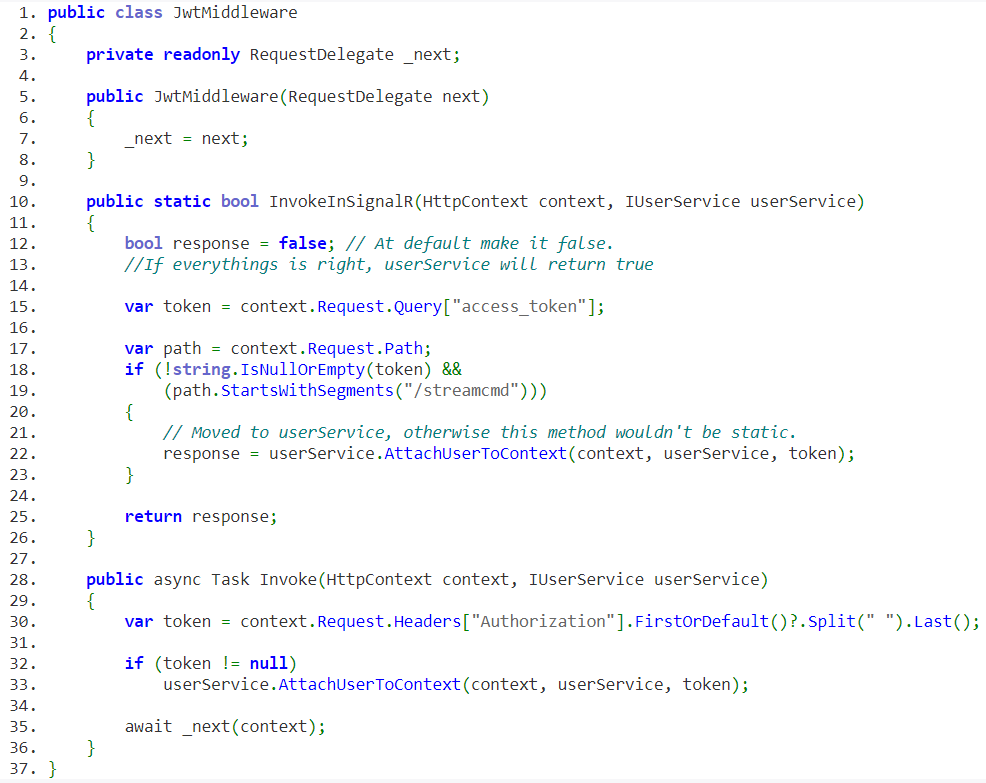 1. public class JwtMiddleware
2. {
3.     private readonly RequestDelegate _next;
4.
5.     public JwtMiddleware(RequestDelegate next)
6.     {
7.         _next = next;
8.     }
9.
10.     public static bool InvokeInSignalR(HttpContext context, IUserService userService)
11.     {
12.         bool response = false; // At default make it false.
13.         //If everythings is right, userService will return true
14.
15.         var token = context.Request.Query["access_token"];
16.
17.         var path = context.Request.Path;
18.         if (!string.IsNullOrEmpty(token) &&
19.             (path.StartsWithSegments("/streamcmd")))
20.         {
21.             // Moved to userService, otherwise this method wouldn't be static.
22.             response = userService.AttachUserToContext(context, userService, token);
23.         }
24.
25.         return response;
26.     }
27.
28.     public async Task Invoke(HttpContext context, IUserService userService)
29.     {
30.         var token = context.Request.Headers["Authorization"].FirstOrDefault()?.Split(" ").Last();
31.
32.         if (token != null)
33.             userService.AttachUserToContext(context, userService, token);
34.
35.         await _next(context);
36.     }
37. }